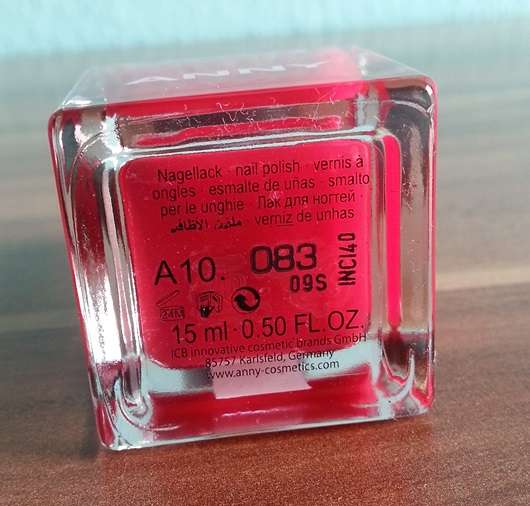 ANNY
Nagellack · nail polish · vernis à
ongles · esmalte de uñas · smalto
per le unghie · Лак для ногтей ·
ملمّع الأظافر · verniz de unhas
A10. 083
09S
INCI40
24M
15 ml · 0.50 FL.OZ.
ICB innovative cosmetic brands GmbH
85757 Karlsfeld, Germany
www.anny-cosmetics.com